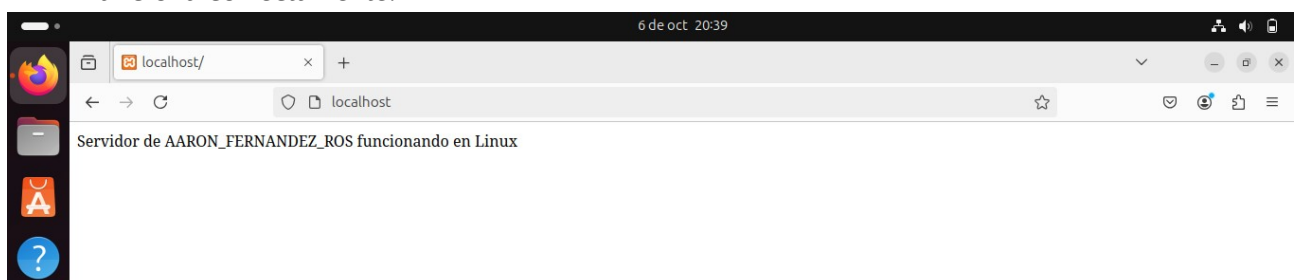 6 de oct 20:39
localhost/
localhost
Servidor de AARON_FERNANDEZ_ROS funcionando en Linux